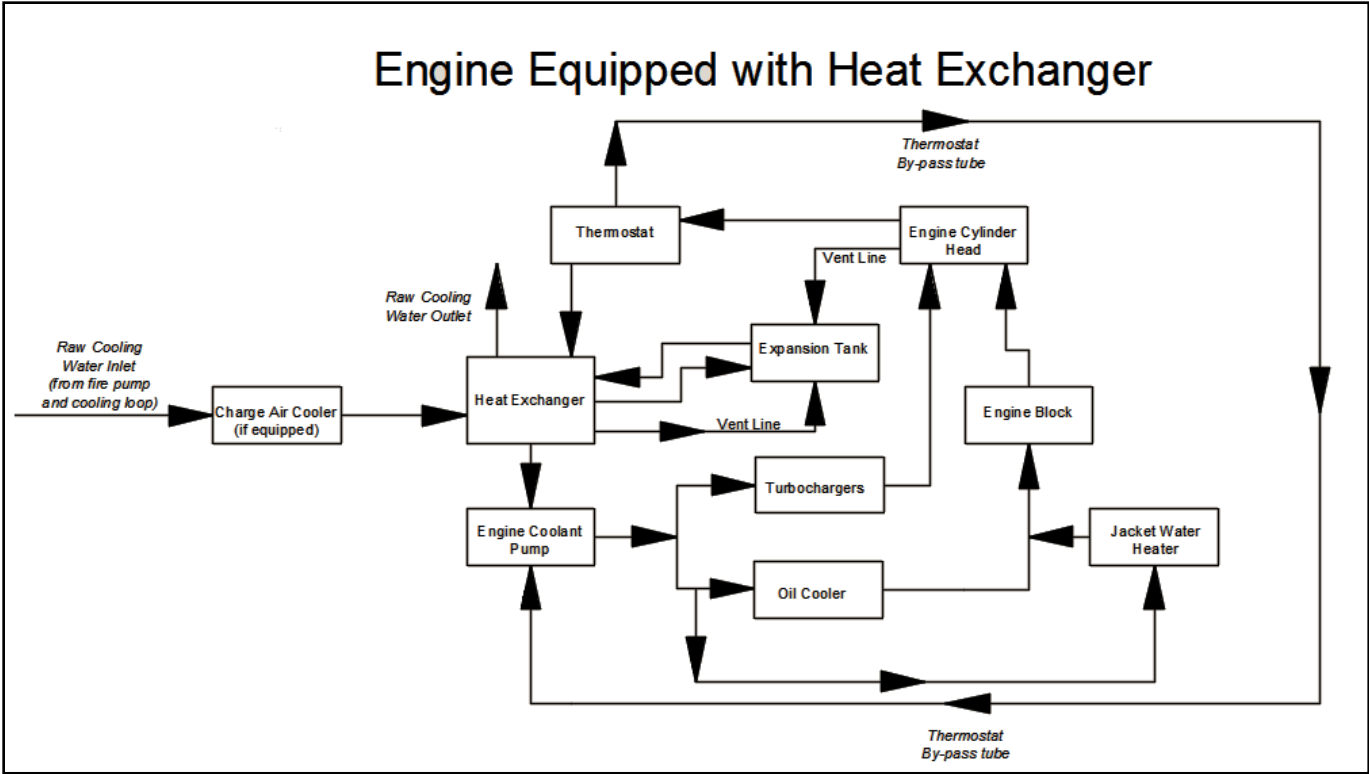 Engine Equipped with Heat Exchanger
Thermostat
By-pass tube
Thermostat
Engine Cylinder
Head
Vent Line
Raw Cooling
Water Outlet
Raw Cooling
Water Inlet
(from fire pump
and cooling loop)
Expansion Tank
Charge Air Cooler
(if equipped)
Heat Exchanger
Engine Block
Vent Line
Turbochargers
Engine Coolant
Pump
Jacket Water
Heater
Oil Cooler
Thermostat
By-pass tube